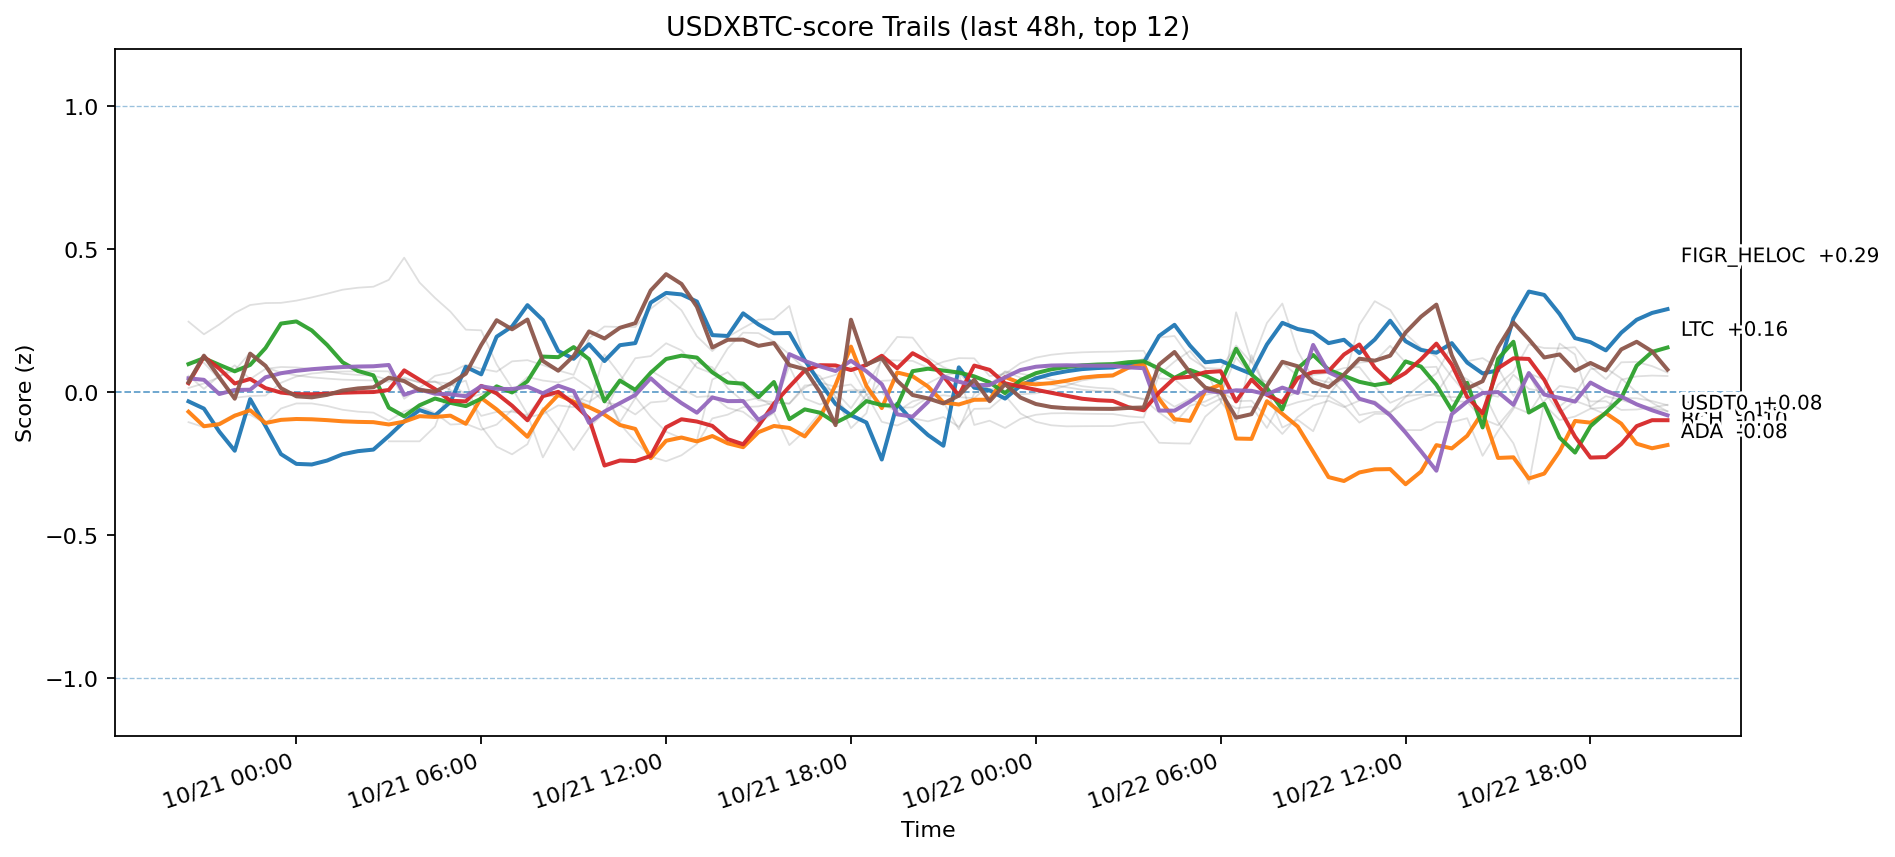 USDXBTC-score Trails (last 48h, top 12)
Score (z)
1.0
0.5
0.0
−0.5
−1.0
FIGR_HELOC +0.29
LTC +0.16
USDT0 +0.08
ADA -0.08
10/21 00:00
10/21 06:00
10/21 12:00
10/21 18:00
10/22 00:00
10/22 06:00
10/22 12:00
10/22 18:00
Time